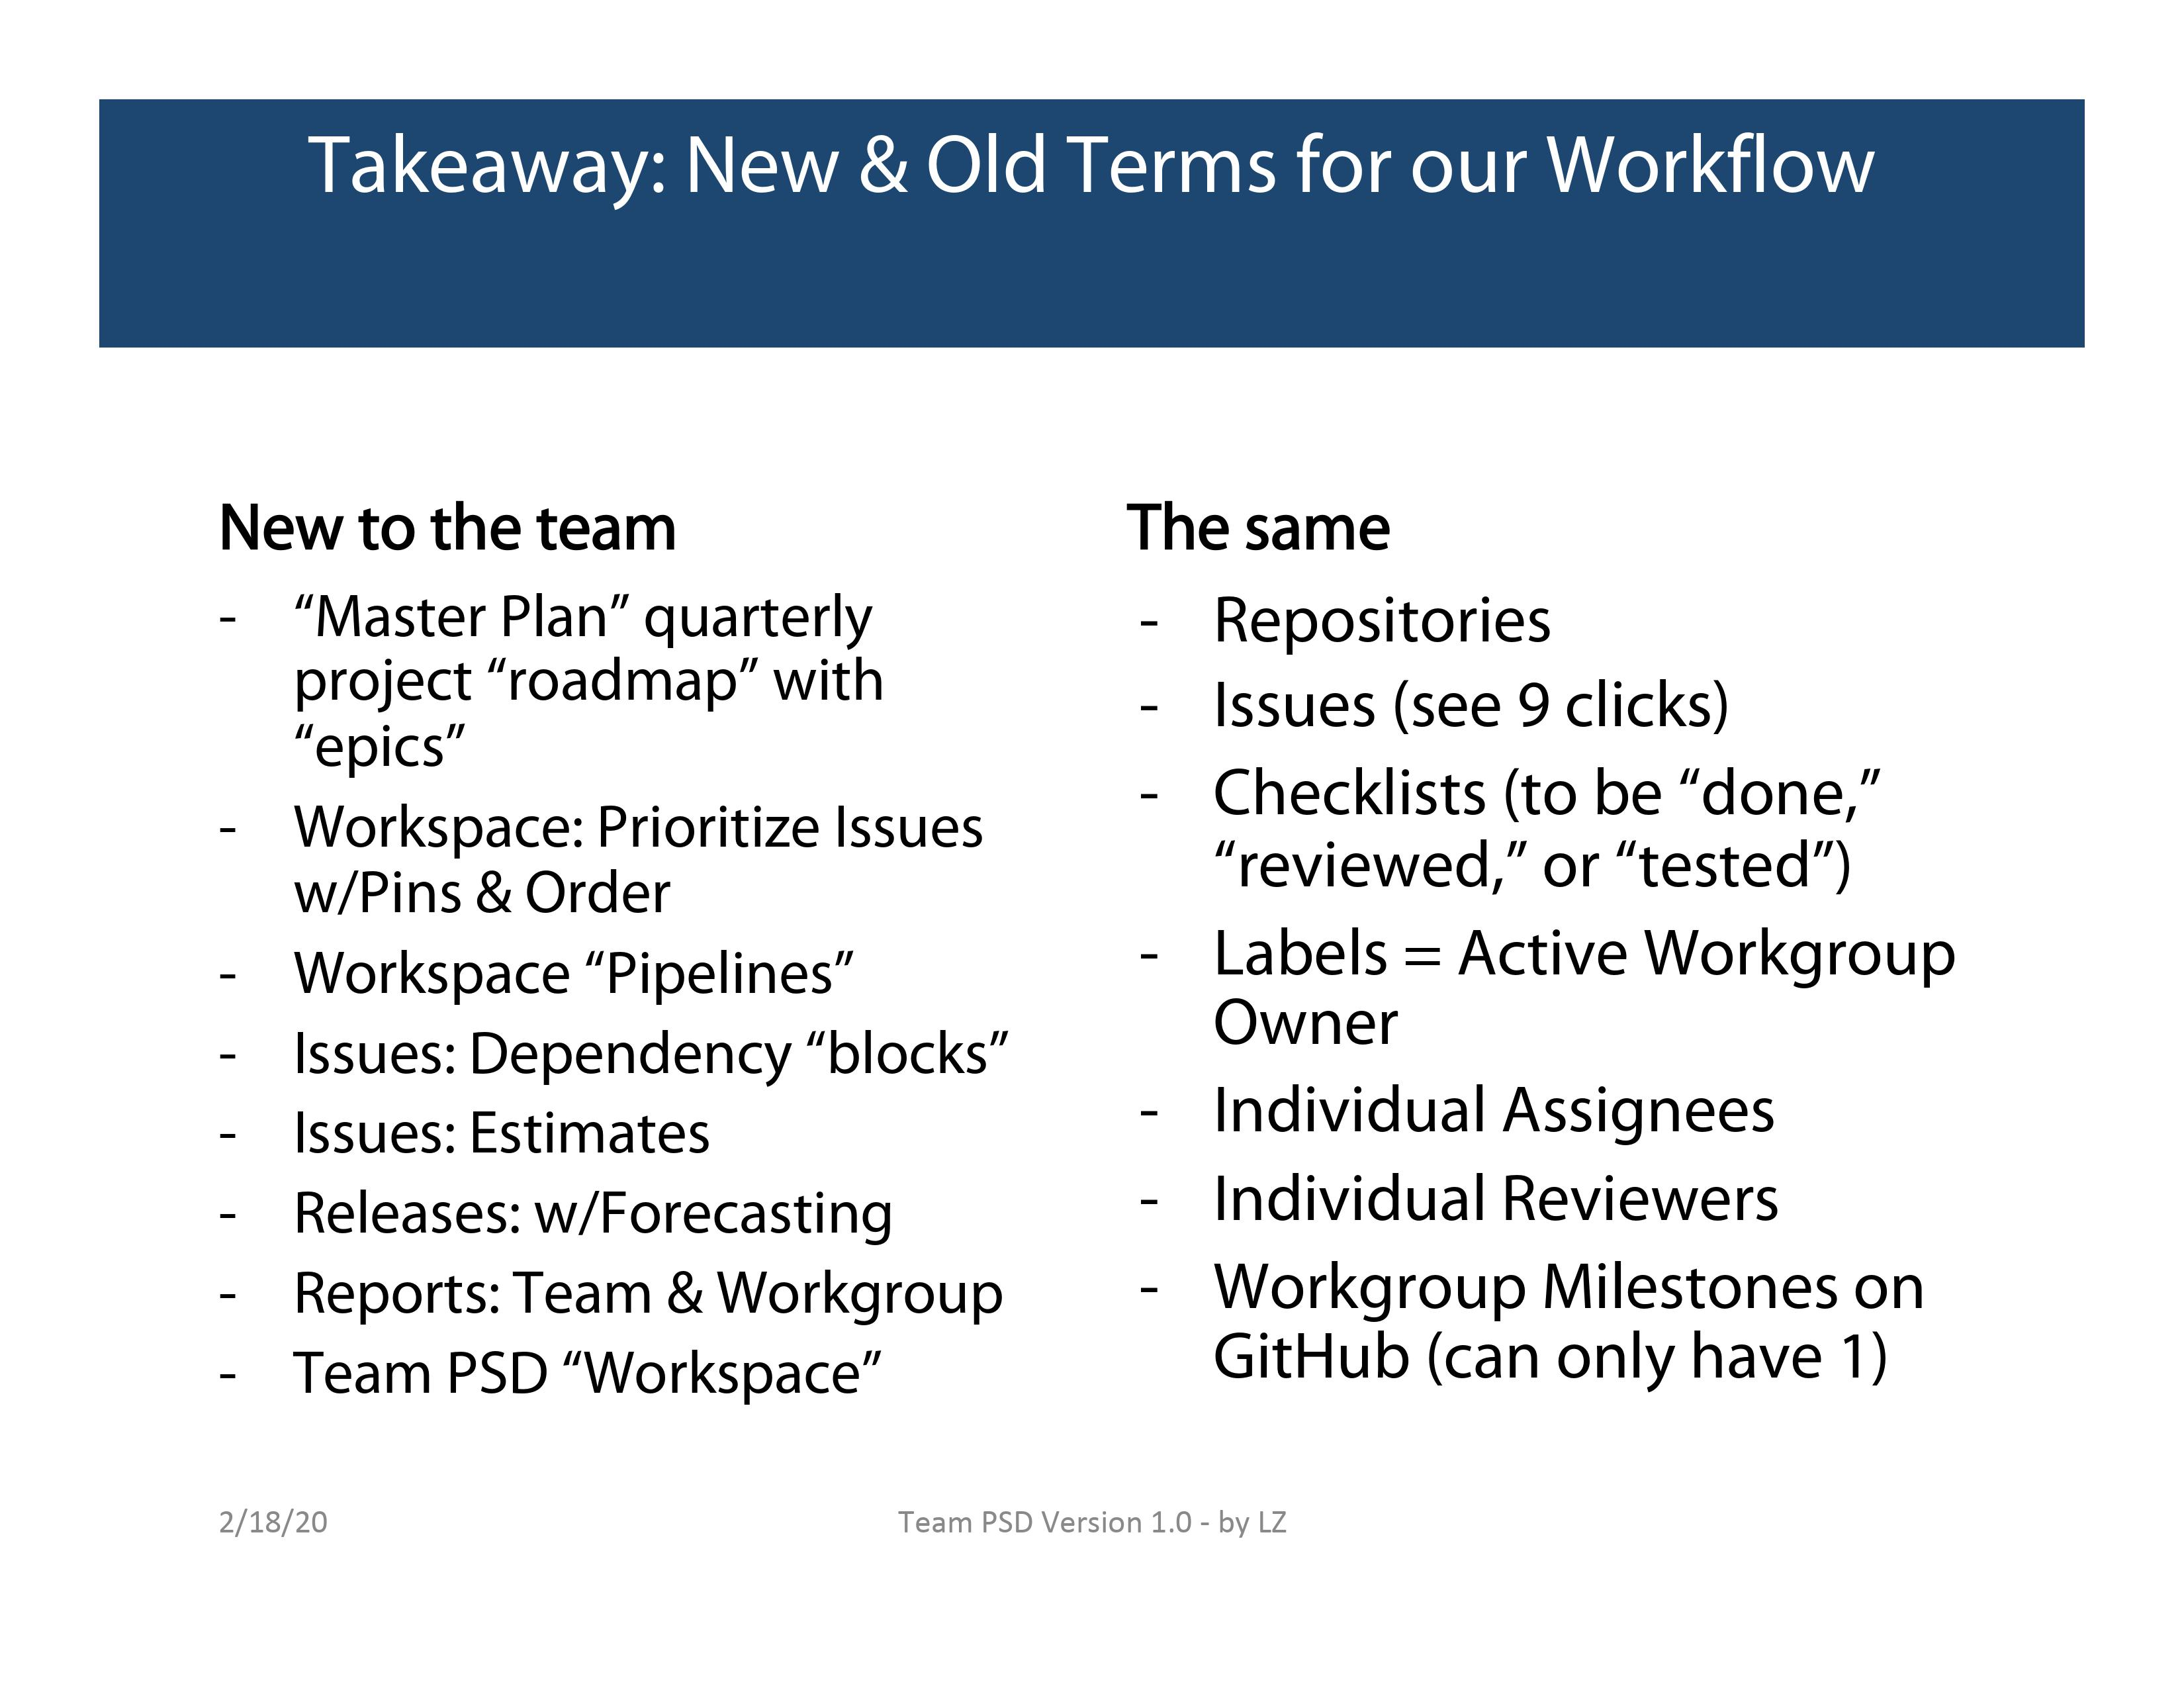 Takeaway: New & Old Terms for our Workflow
New to the team
- “Master Plan” quarterly
project “roadmap” with
“epics”
- Workspace: Prioritize Issues
w/Pins & Order
- Workspace “Pipelines”
- Issues: Dependency “blocks”
- Issues: Estimates
- Releases: w/Forecasting
- Reports: Team & Workgroup
- Team PSD “Workspace”
The same
- Repositories
- Issues (see 9 clicks)
- Checklists (to be “done,”
“reviewed,” or “tested”)
- Labels = Active Workgroup
Owner
- Individual Assignees
- Individual Reviewers
- Workgroup Milestones on
GitHub (can only have 1)
2/18/20
Team PSD Version 1.0 - by LZ